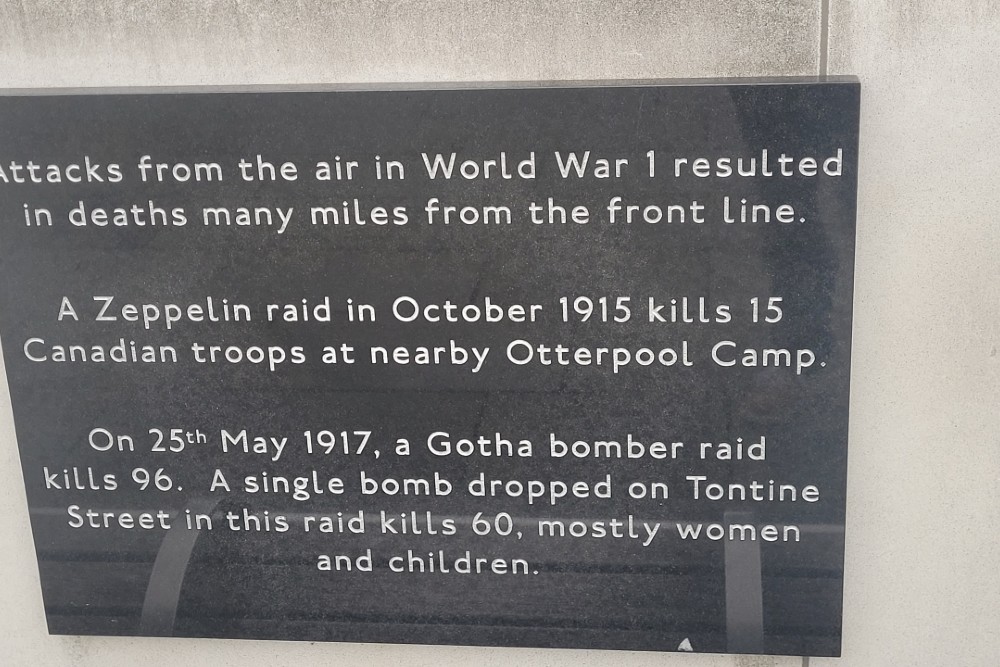 Attacks from the air in World War 1 resulted
in deaths many miles from the front line.
A Zeppelin raid in October 1915 kills 15
Canadian troops at nearby Otterpool Camp.
On 25th May 1917, a Gotha bomber raid
kills 96. A single bomb dropped on Tontine
Street in this raid kills 60, mostly women
and children.